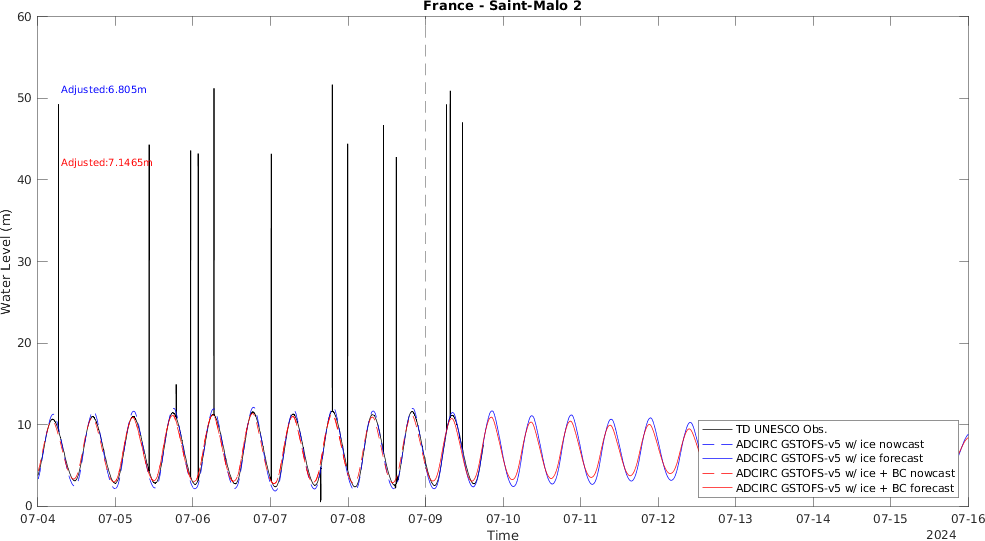 France - Saint-Malo 2
60
50
40
30
20
10
0
Water Level (m)
Adjusted:6.805m
Adjusted:7.1465m
TD UNESCO Obs.
ADCIRC GSTOFS-v5 w/ ice nowcast
ADCIRC GSTOFS-v5 w/ ice forecast
ADCIRC GSTOFS-v5 w/ ice + BC nowcast
ADCIRC GSTOFS-v5 w/ ice + BC forecast
07-04 07-05 07-06 07-07 07-08 07-09 07-10 07-11 07-12 07-13 07-14 07-15 07-16
Time
2024